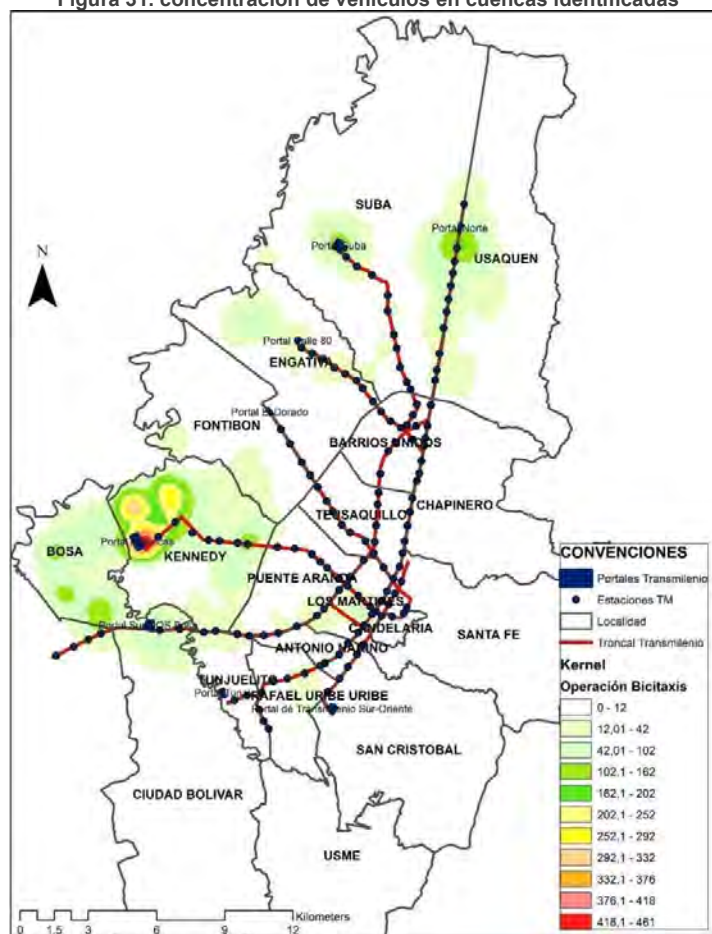 Figura 31. concentración de vehículos en cuencas identificadas
SUBA
Portal Norte
Portal Suba
USAQUEN
N
Portal Calle 80
ENGATIVA
Portal ElDorado
FONTIBON
BARRIOS UNIDOS
CHAPINERO
TEUSAQUILLO
BOSA
KENNEDY
PUENTE ARANDA
LOS MARTIRES
CANDELARIA
SANTA FE
ANTONIO NARIÑO
TUNJUELITO
RAFAEL URIBE URIBE
Portal de Transmilenio Sur-Oriente
SAN CRISTOBAL
CIUDAD BOLIVAR
USME
CONVENCIONES
Portales Transmilenio
Estaciones TM
Localidad
Troncal Transmilenio
Kernel
Operación Bicitaxis
0 - 12
12,01 - 42
42,01 - 102
102,1 - 162
162,1 - 202
202,1 - 252
252,1 - 292
292,1 - 332
332,1 - 376
376,1 - 418
418,1 - 461
Kilometers
0 1,5 3 6 9 12